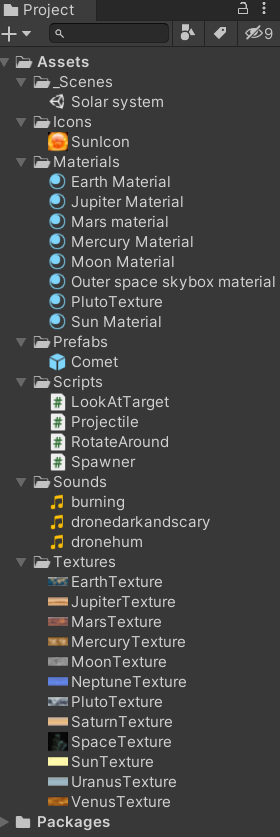 Project
9
Assets
_Scenes
Solar system
Icons
SunIcon
Materials
Earth Material
Jupiter Material
Mars material
Mercury Material
Moon Material
Outer space skybox material
PlutoTexture
Sun Material
Prefabs
Comet
Scripts
LookAtTarget
Projectile
RotateAround
Spawner
Sounds
burning
dronedarkandscary
dronehum
Textures
EarthTexture
JupiterTexture
MarsTexture
MercuryTexture
MoonTexture
NeptuneTexture
PlutoTexture
SaturnTexture
SpaceTexture
SunTexture
UranusTexture
VenusTexture
Packages